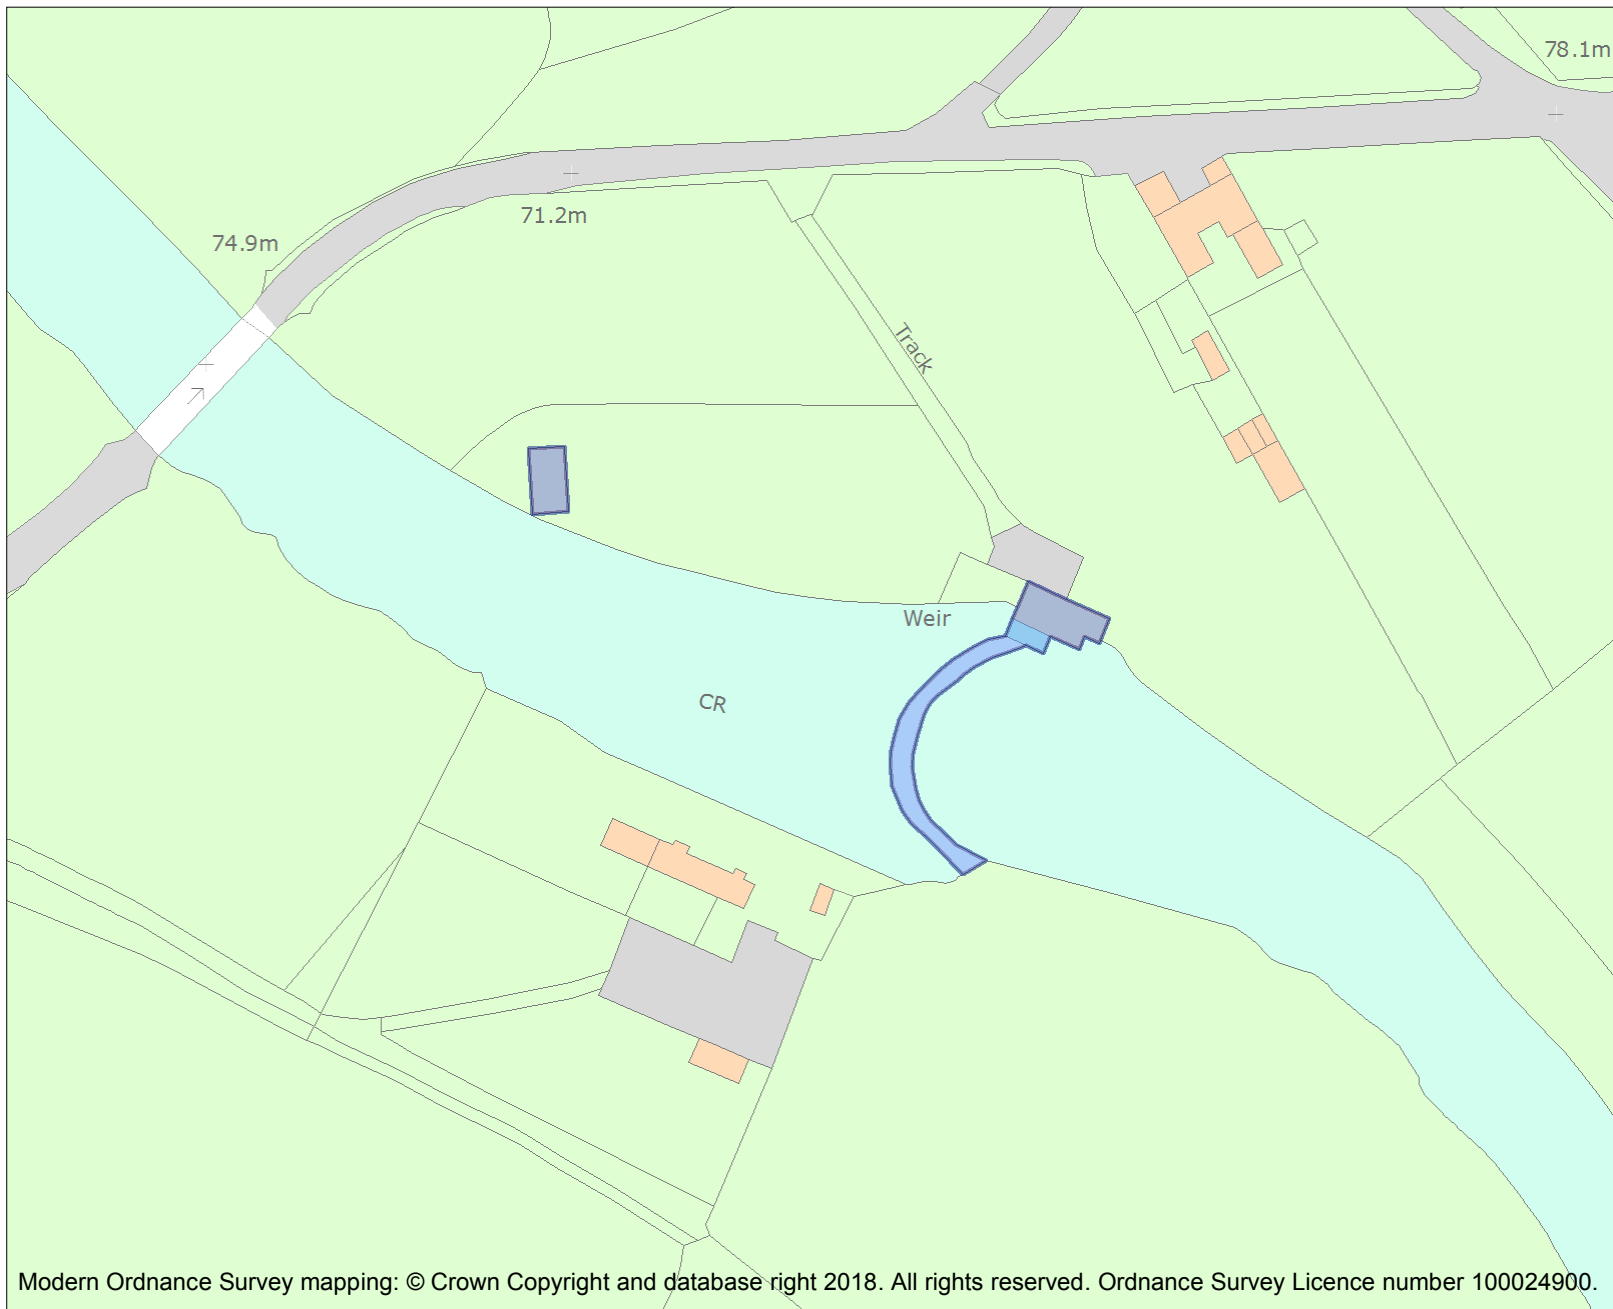 78.1m
71.2m
74.9m
Track
Weir
CR
Modern Ordnance Survey mapping: © Crown Copyright and database right 2018. All rights reserved. Ordnance Survey Licence number 100024900.